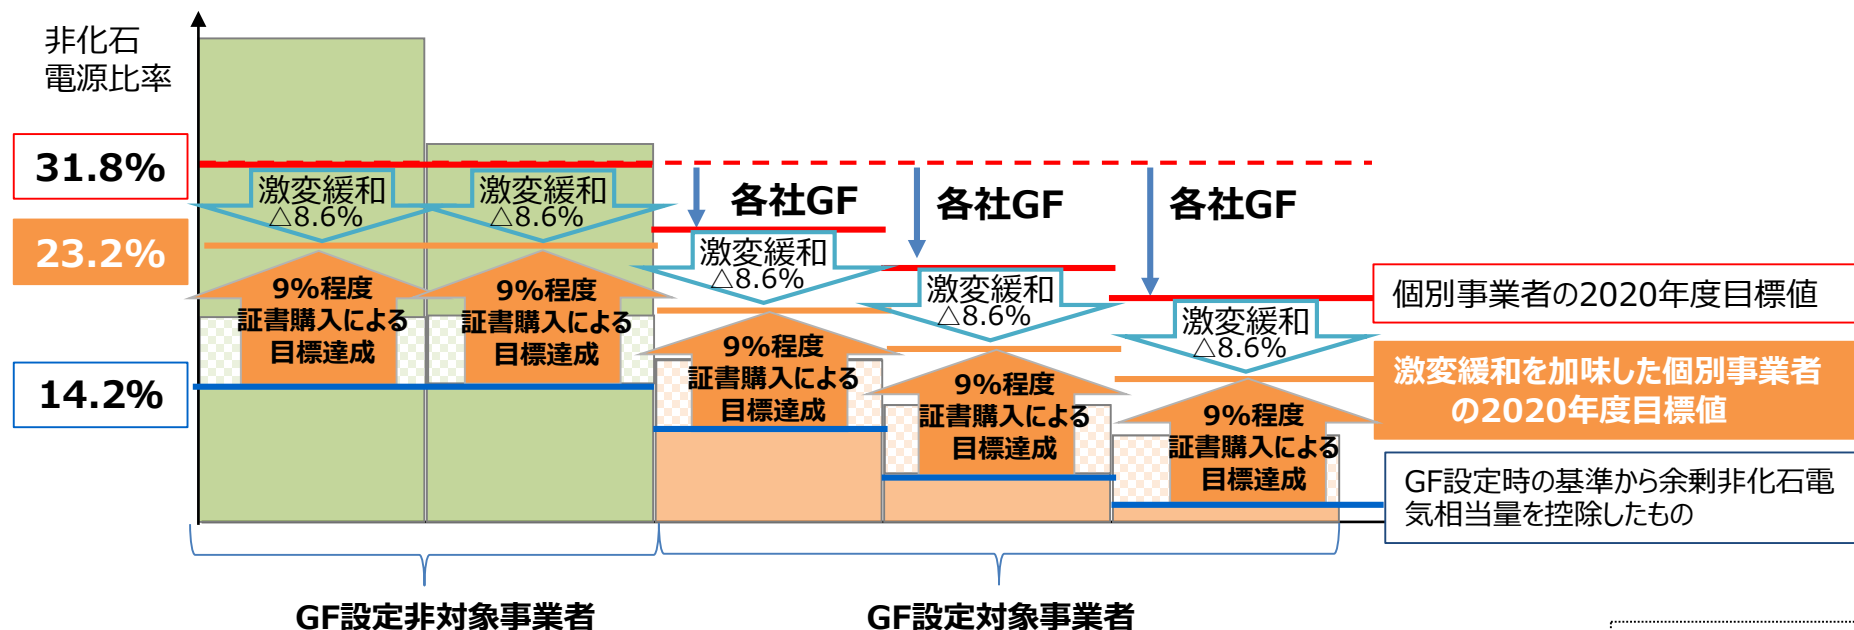 非化石
電源比率
31.8%
23.2%
14.2%
激変緩和
△8.6%
9%程度
証書購入による
目標達成
激変緩和
△8.6%
9%程度
証書購入による
目標達成
各社GF
激変緩和
△8.6%
9%程度
証書購入による
目標達成
各社GF
激変緩和
△8.6%
9%程度
証書購入による
目標達成
各社GF
激変緩和
△8.6%
9%程度
証書購入による
目標達成
個別事業者の2020年度目標値
激変緩和を加味した個別事業者
の2020年度目標値
GF設定時の基準から余剰非化石電
気相当量を控除したもの
GF設定非対象事業者
GF設定対象事業者